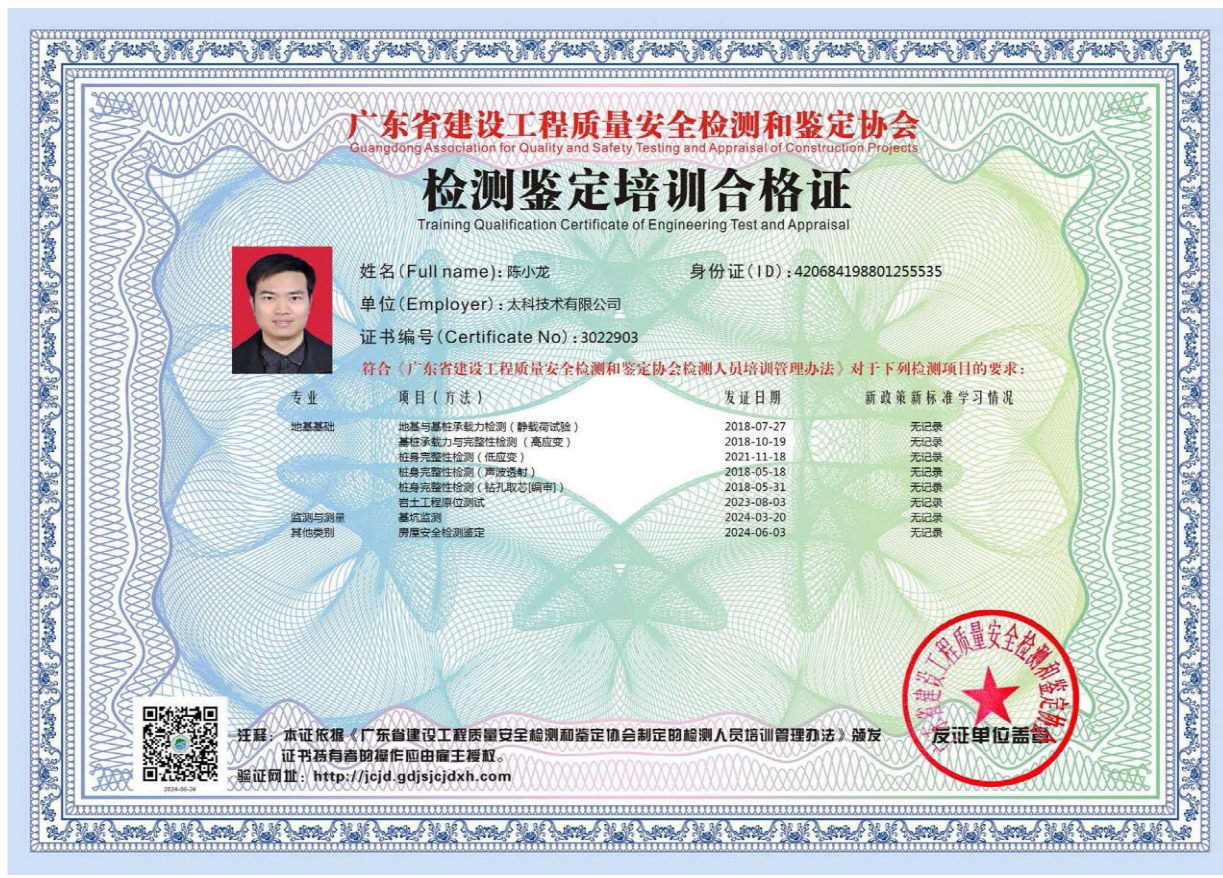 广东省建设工程质量安全检测和鉴定协会
Guangdong Association for Quality and Safety Testing and Appraisal of Construction Projects
检测鉴定培训合格证
Training Qualification Certificate of Engineering Test and Appraisal
姓名(Full name): 陈小龙 身份证(ID): 420684198801255535
单位(Employer): 太科技术有限公司
证书编号(Certificate No): 3022903
符合《广东省建设工程质量安全检测和鉴定协会检测人员培训管理办法》对于下列检测项目的要求:
专业 项目(方法) 发证日期 新政策新标准学习情况
地基基础 地基与基桩承载力检测(静载荷试验) 2018-07-27 无记录
基桩承载力与完整性检测(高应变) 2018-10-19 无记录
桩身完整性检测(低应变) 2021-11-18 无记录
桩身完整性检测(声波透射) 2018-05-18 无记录
桩身完整性检测(钻孔取芯[编审]) 2018-05-31 无记录
岩土工程原位测试 2023-08-03 无记录
监测与测量 基坑监测 2024-03-20 无记录
其他类别 房屋安全检测鉴定 2024-06-03 无记录
广东省建设工程质量安全检测和鉴定协会
发证单位盖章
注释: 本证依据《广东省建设工程质量安全检测和鉴定协会制定的检测人员培训管理办法》颁发
证书持有者的操作应由雇主授权。
验证网址: http://jcjd.gdjsjcjdxh.com
2024-06-24